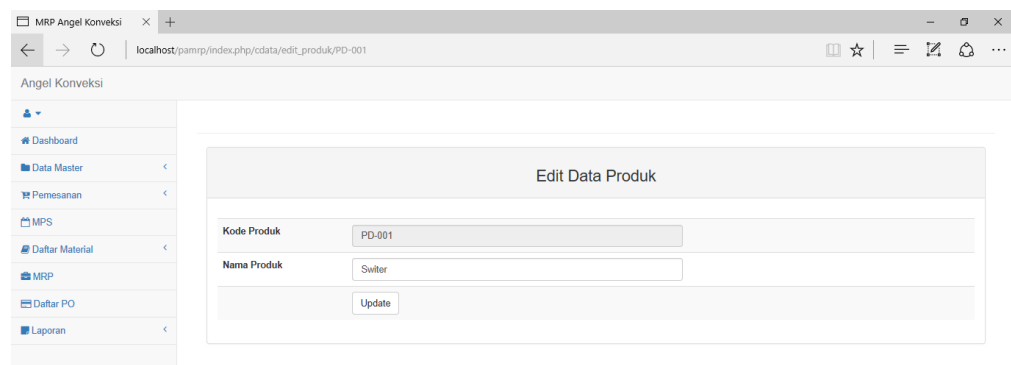 MRP Angel Konveksi
localhost/pamrp/index.php/cdata/edit_produk/PD-001
Angel Konveksi
Dashboard
Data Master
Pemesanan
MPS
Daftar Material
MRP
Daftar PO
Laporan
Edit Data Produk
Kode Produk
PD-001
Nama Produk
Switer
Update